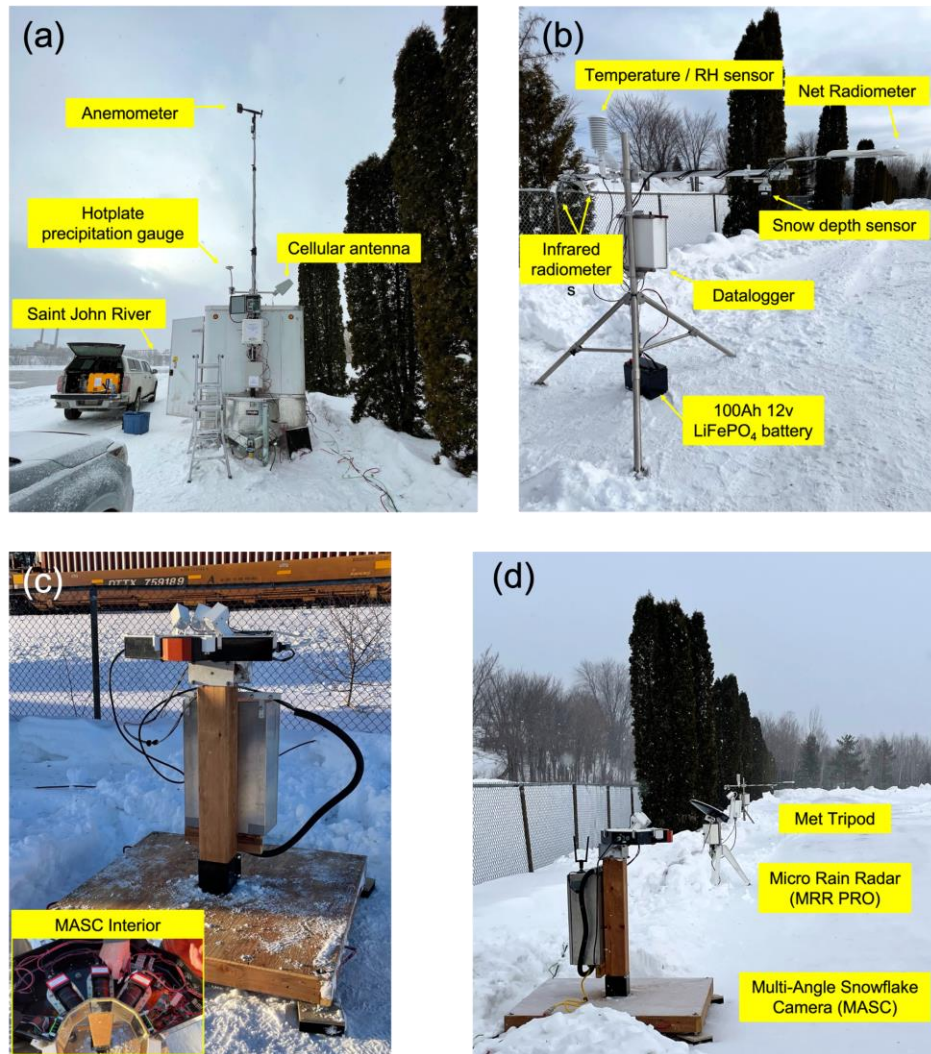 (a)
Anemometer
Hotplate
precipitation gauge
Cellular antenna
Saint John River
(b)
Temperature / RH sensor
Net Radiometer
Snow depth sensor
Infrared
radiometer
s
Datalogger
100Ah 12v
LiFePO4 battery
(c)
DTTX 759189 A
MASC Interior
(d)
Met Tripod
Micro Rain Radar
(MRR PRO)
Multi-Angle Snowflake
Camera (MASC)